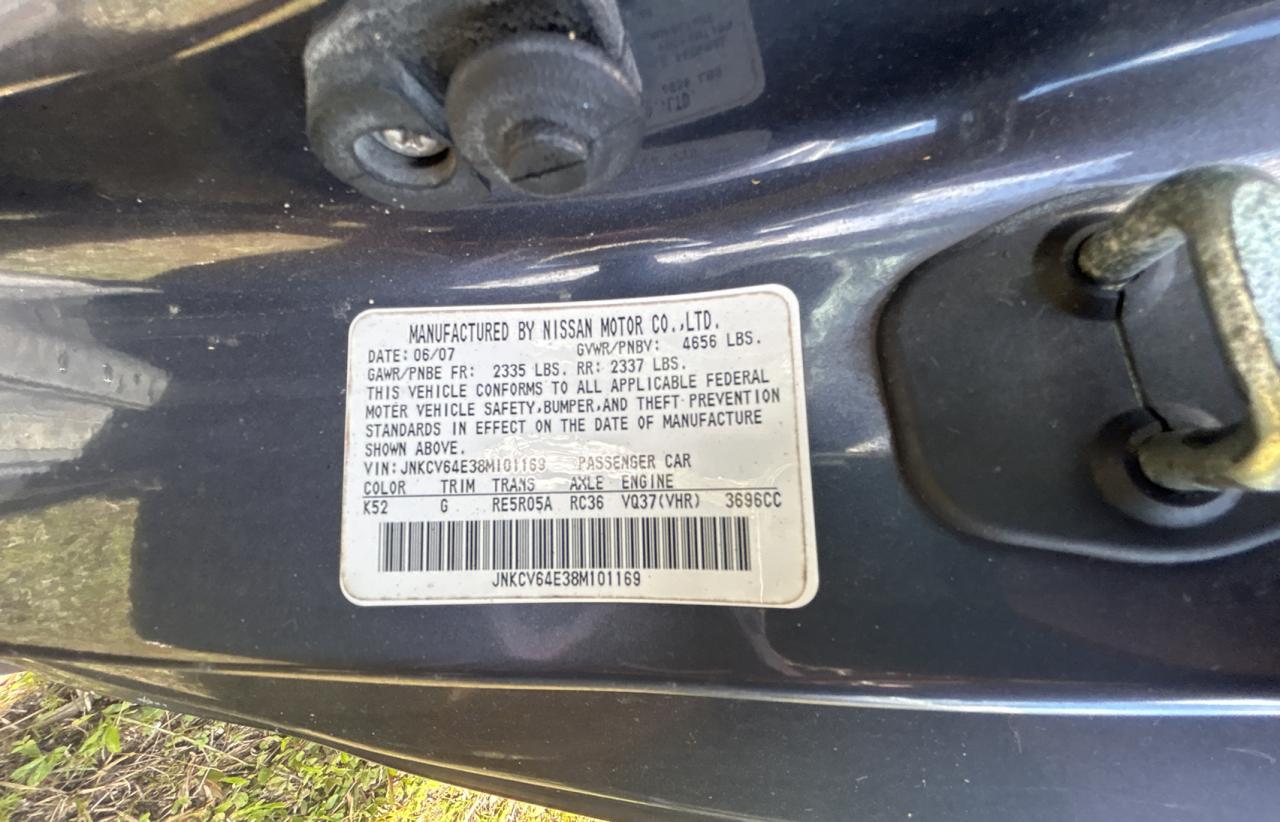 MANUFACTURED BY NISSAN MOTOR CO.,LTD.
DATE: 06/07 GVWR/PNBV: 4656 LBS.
GAWR/PNBE FR: 2335 LBS. RR: 2337 LBS.
THIS VEHICLE CONFORMS TO ALL APPLICABLE FEDERAL
MOTER VEHICLE SAFETY,BUMPER,AND THEFT PREVENTION
STANDARDS IN EFFECT ON THE DATE OF MANUFACTURE
SHOWN ABOVE.
VIN:JNKCV64E38M101169 PASSENGER CAR
COLOR TRIM TRANS AXLE ENGINE
K52 G RE5R05A RC36 VQ37(VHR) 3696CC
JNKCV64E38M101169